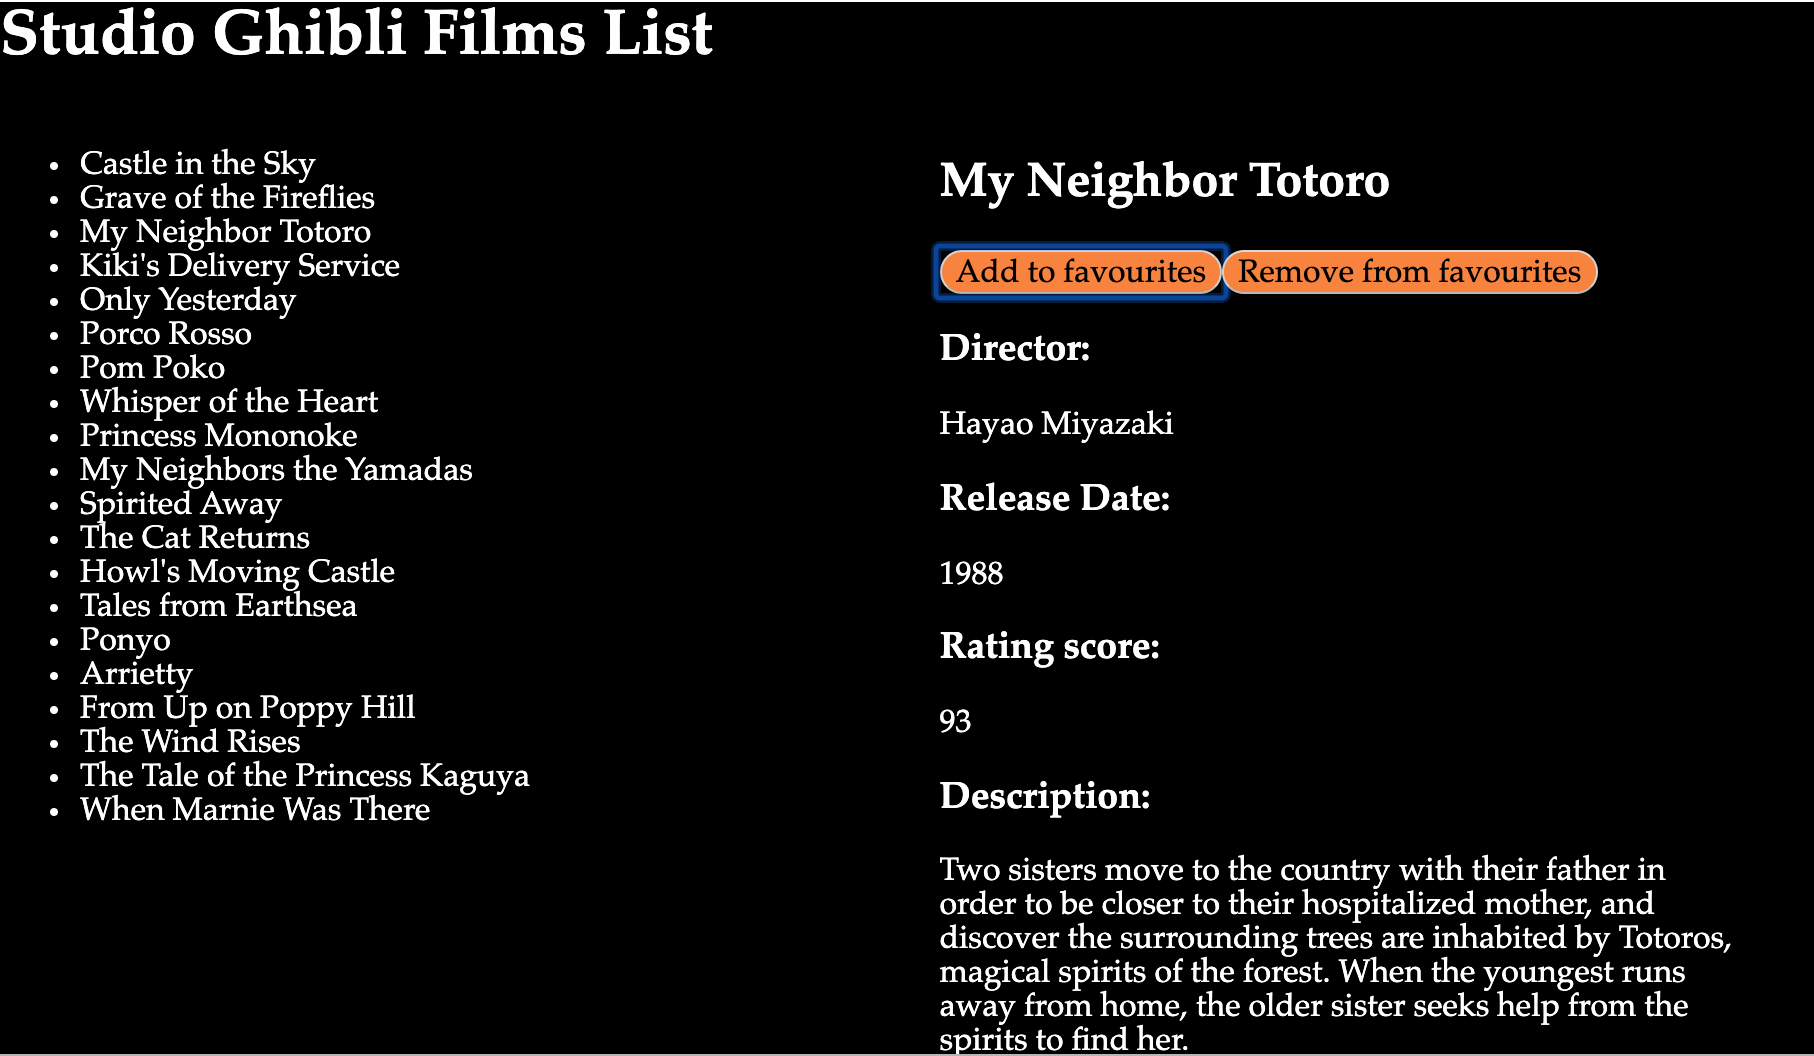 Studio Ghibli Films List
Castle in the Sky
Grave of the Fireflies
My Neighbor Totoro
Kiki's Delivery Service
Only Yesterday
Porco Rosso
Pom Poko
Whisper of the Heart
Princess Mononoke
My Neighbors the Yamadas
Spirited Away
The Cat Returns
Howl's Moving Castle
Tales from Earthsea
Ponyo
Arrietty
From Up on Poppy Hill
The Wind Rises
The Tale of the Princess Kaguya
When Marnie Was There
My Neighbor Totoro
Add to favourites Remove from favourites
Director:
Hayao Miyazaki
Release Date:
1988
Rating score:
93
Description:
Two sisters move to the country with their father in
order to be closer to their hospitalized mother, and
discover the surrounding trees are inhabited by Totoros,
magical spirits of the forest. When the youngest runs
away from home, the older sister seeks help from the
spirits to find her.